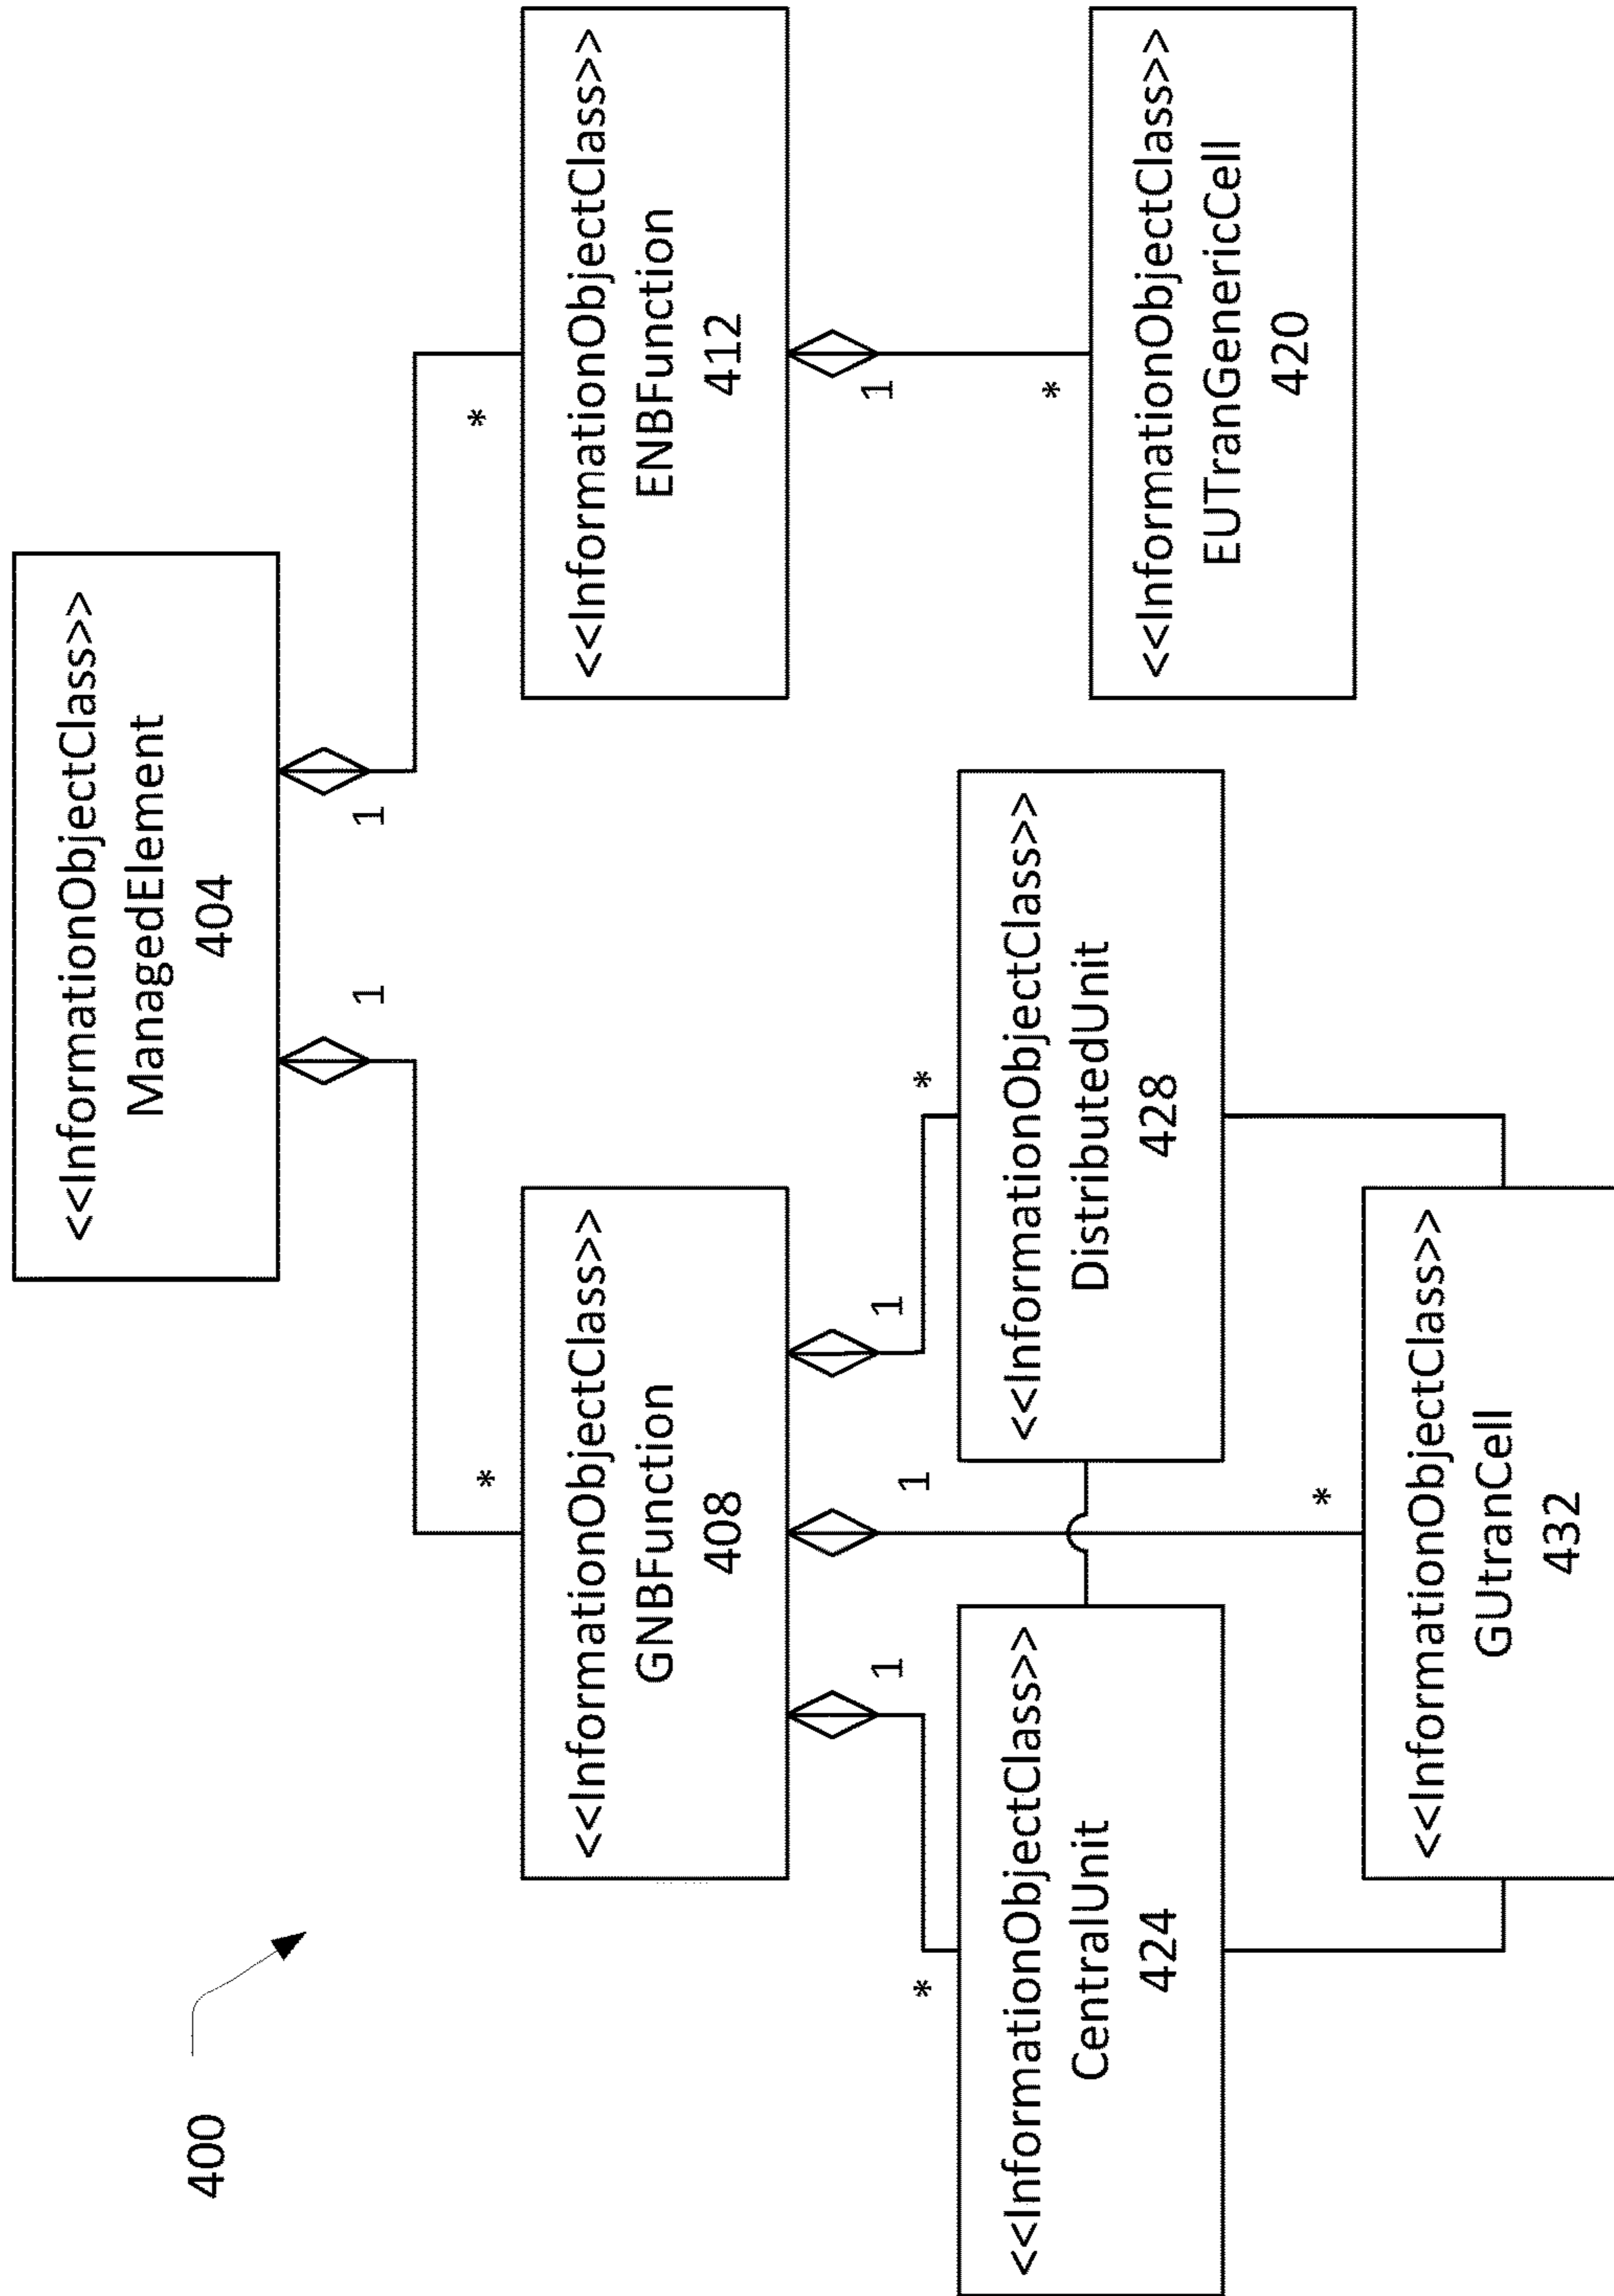 400
<<InformationObjectClass>>
ManagedElement
404
1
1
*
*
<<InformationObjectClass>>
GNBFunction
408
<<InformationObjectClass>>
ENBFunction
412
1
1
1
1
*
*
*
<<InformationObjectClass>>
CentralUnit
424
<<InformationObjectClass>>
DistributedUnit
428
<<InformationObjectClass>>
EUTranGenericCell
420
*
<<InformationObjectClass>>
GUtranCell
432